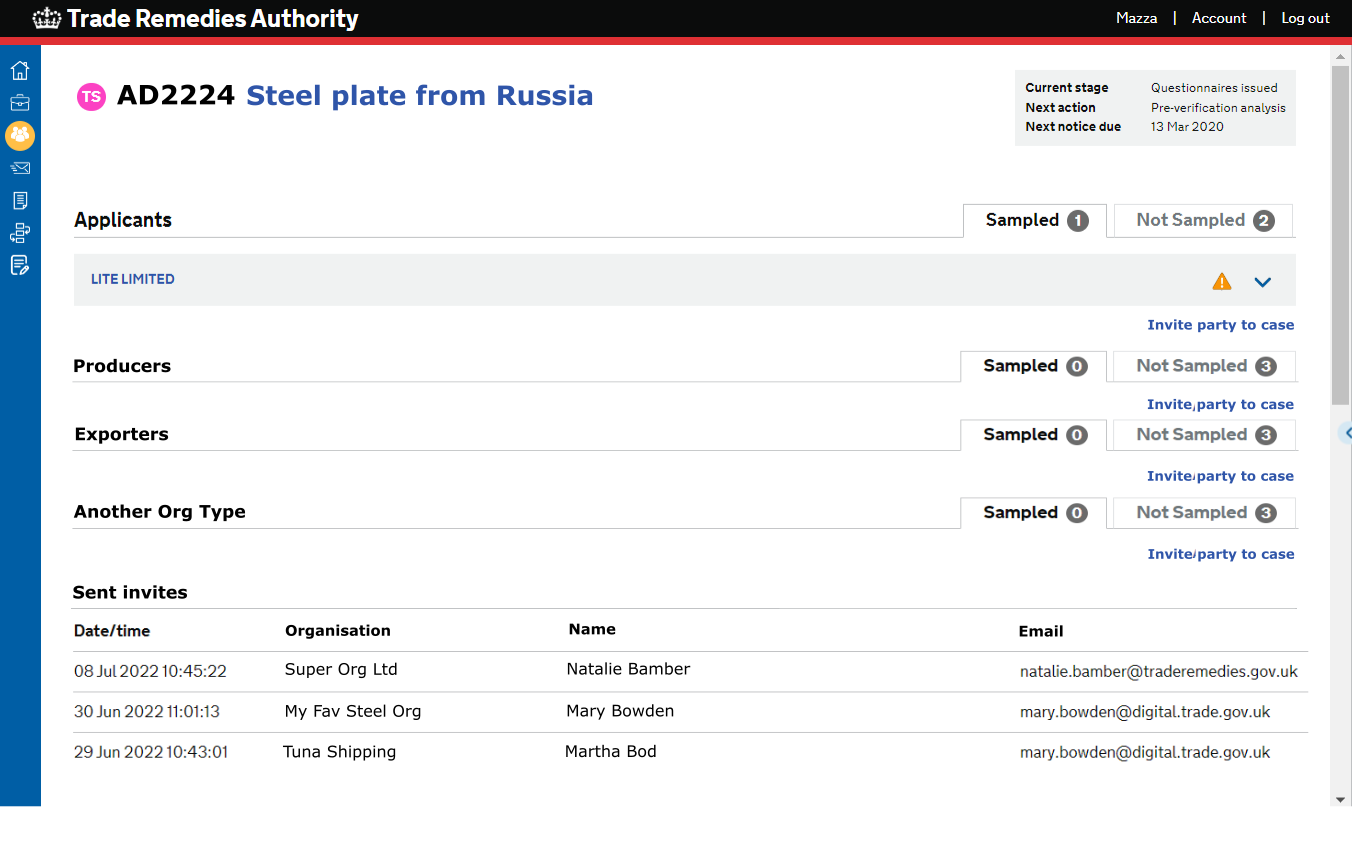 Trade Remedies Authority Mazza | Account | Log out
TS AD2224 Steel plate from Russia
Current stage Questionnaires issued
Next action Pre-verification analysis
Next notice due 13 Mar 2020
Applicants Sampled 1 Not Sampled 2
LITE LIMITED
Invite party to case
Producers Sampled 0 Not Sampled 3
Invite party to case
Exporters Sampled 0 Not Sampled 3
Invite party to case
Another Org Type Sampled 0 Not Sampled 3
Invite party to case
Sent invites
Date/time Organisation Name Email
08 Jul 2022 10:45:22 Super Org Ltd Natalie Bamber natalie.bamber@traderemedies.gov.uk
30 Jun 2022 11:01:13 My Fav Steel Org Mary Bowden mary.bowden@digital.trade.gov.uk
29 Jun 2022 10:43:01 Tuna Shipping Martha Bod mary.bowden@digital.trade.gov.uk